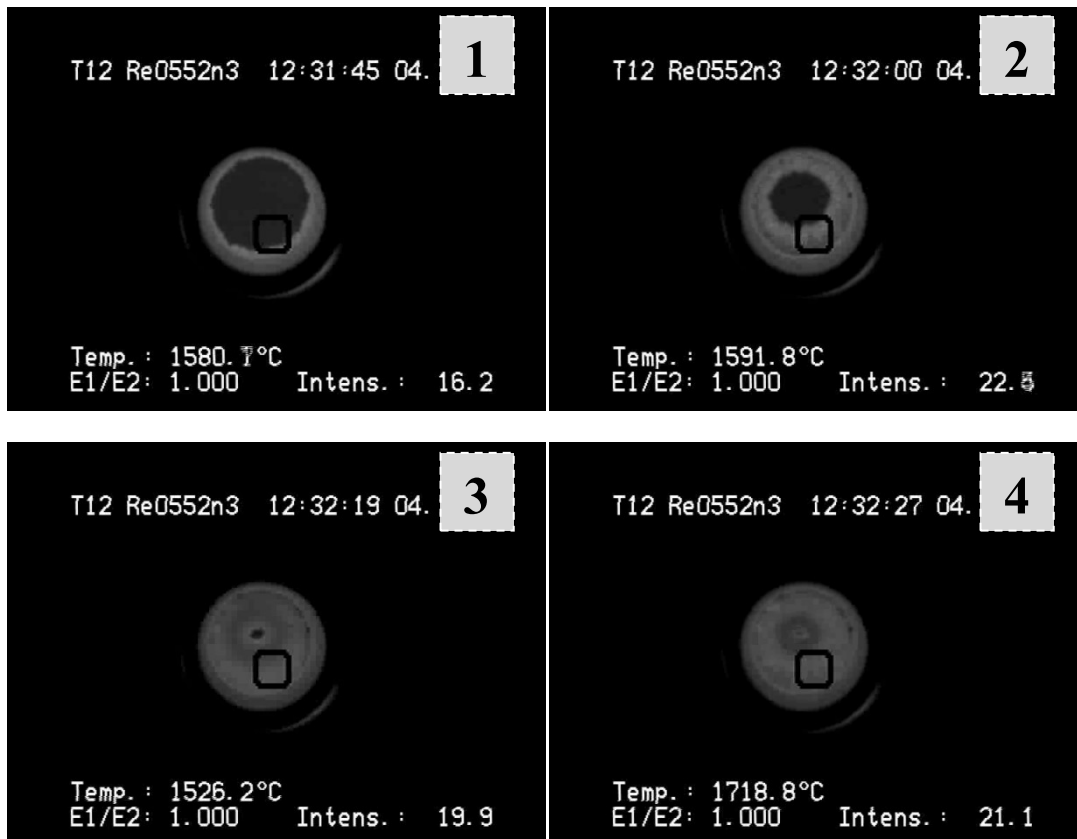 1
T12 Re0552n3 12:31:45 04.
Temp.: 1580. °C
E1/E2: 1.000 Intens.: 16.2
2
T12 Re0552n3 12:32:00 04.
Temp.: 1591.8°C
E1/E2: 1.000 Intens.: 22.
3
T12 Re0552n3 12:32:19 04.
Temp.: 1526.2°C
E1/E2: 1.000 Intens.: 19.9
4
T12 Re0552n3 12:32:27 04.
Temp.: 1718.8°C
E1/E2: 1.000 Intens.: 21.1